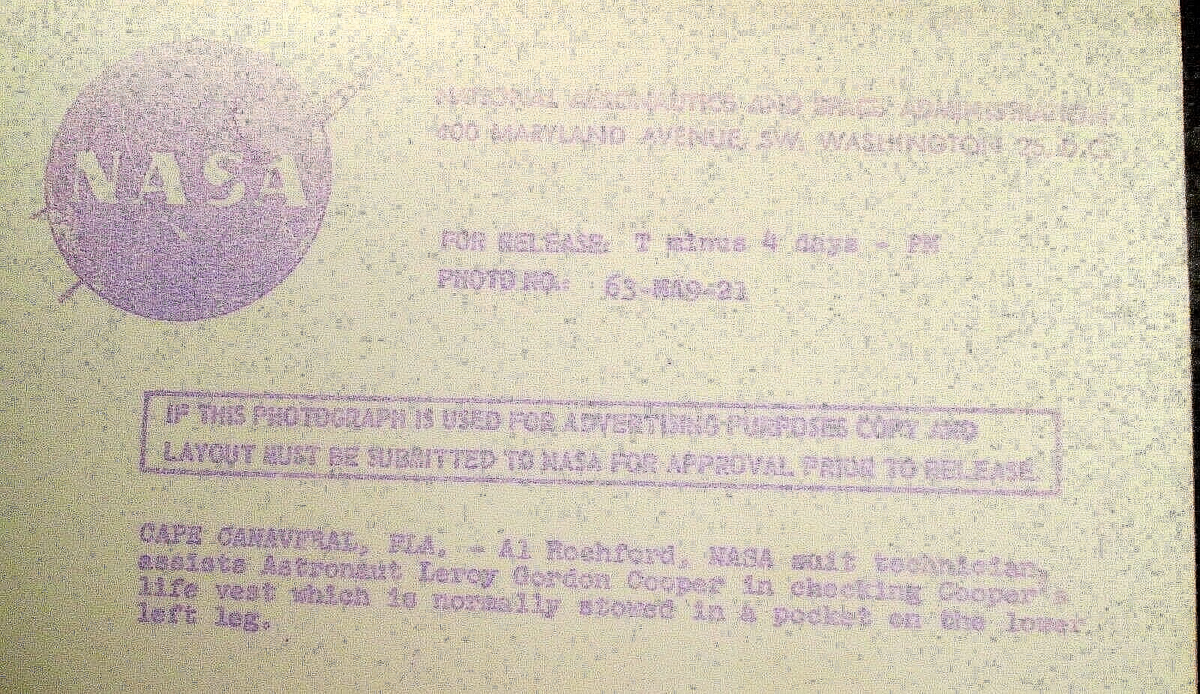 NASA
NATIONAL AERONAUTICS AND SPACE ADMINISTRATION
400 MARYLAND AVENUE, SW, WASHINGTON 25, D.C.
FOR RELEASE: T minus 4 days - PM
PHOTO NO.: 63-MA9-21
IF THIS PHOTOGRAPH IS USED FOR ADVERTISING PURPOSES COPY AND
LAYOUT MUST BE SUBMITTED TO NASA FOR APPROVAL PRIOR TO RELEASE
CAPE CANAVERAL, FLA. - Al Rochford, NASA suit technician,
assists Astronaut Leroy Gordon Cooper in checking Cooper's
life vest which is normally stowed in a pocket on the lower
left leg.